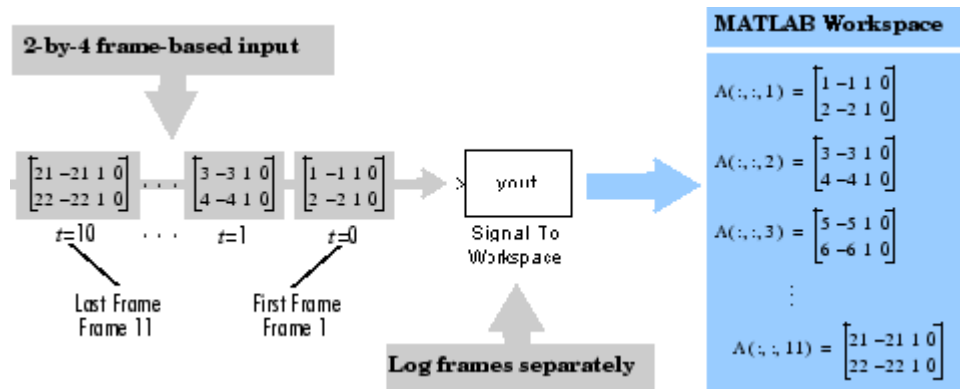 2-by-4 frame-based input
[21 −21 1 0
22 −22 1 0]
· · ·
[3 −3 1 0
4 −4 1 0]
[1 −1 1 0
2 −2 1 0]
t=10 · · · t=1 t=0
Last Frame
Frame 11
First Frame
Frame 1
yout
Signal To
Workspace
Log frames separately
MATLAB Workspace
A(:,:,1) = [1 −1 1 0
2 −2 1 0]
A(:,:,2) = [3 −3 1 0
4 −4 1 0]
A(:,:,3) = [5 −5 1 0
6 −6 1 0]
⋮
A(:,:,11) = [21 −21 1 0
22 −22 1 0]